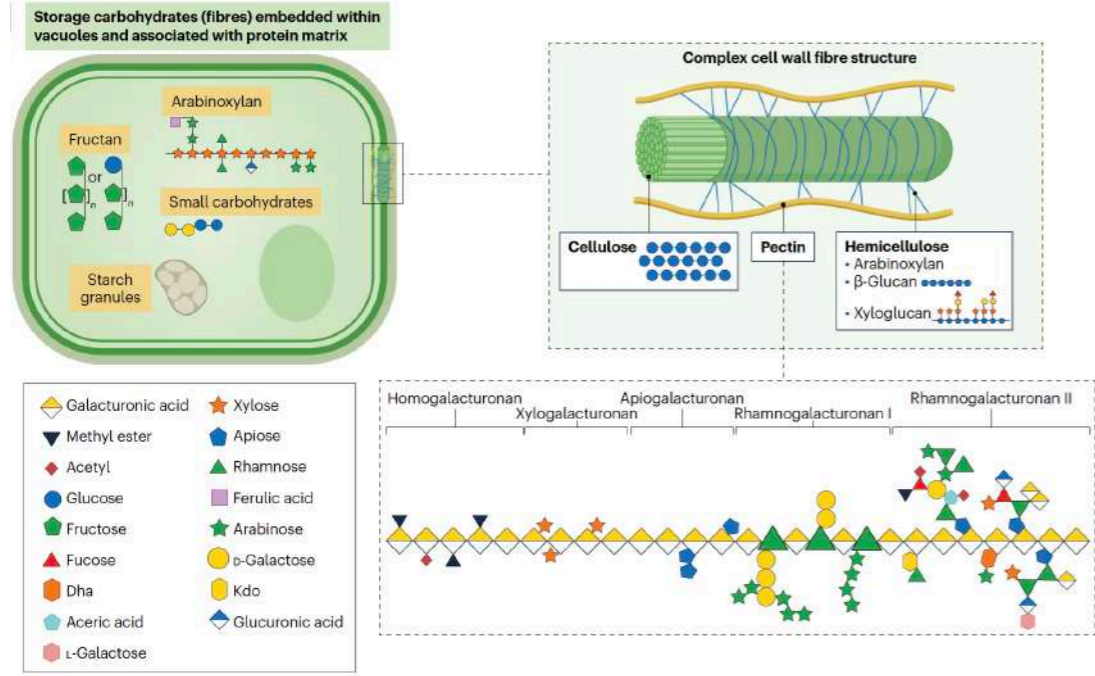 Storage carbohydrates (fibres) embedded within
vacuoles and associated with protein matrix
Arabinoxylan
Fructan
or
[ ]n
]n
Small carbohydrates
Starch
granules
Complex cell wall fibre structure
Cellulose
Pectin
Hemicellulose
• Arabinoxylan
• β-Glucan
• Xyloglucan
Galacturonic acid
Methyl ester
Acetyl
Glucose
Fructose
Fucose
Dha
Aceric acid
L-Galactose
Xylose
Apiose
Rhamnose
Ferulic acid
Arabinose
D-Galactose
Kdo
Glucuronic acid
Homogalacturonan
Xylogalacturonan
Apiogalacturonan
Rhamnogalacturonan I
Rhamnogalacturonan II